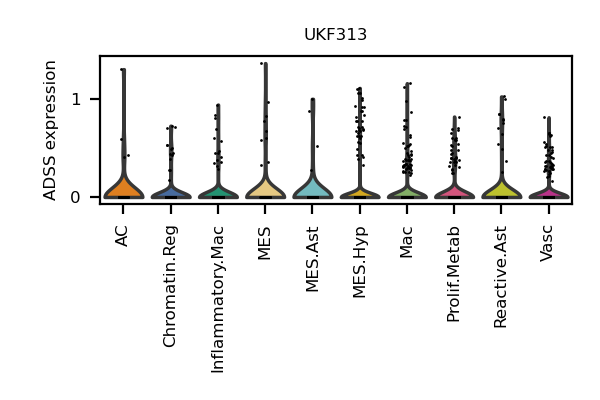 UKF313
ADSS expression
1
0
AC
Chromatin.Reg
Inflammatory.Mac
MES
MES.Ast
MES.Hyp
Mac
Prolif.Metab
Reactive.Ast
Vasc